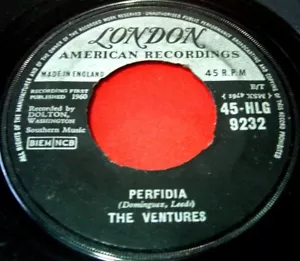 LONDON
AMERICAN RECORDINGS
MADE IN ENGLAND
45 R.P.M
RECORDING FIRST
PUBLISHED 1960
E/T
Recorded by
DOLTON,
WASHINGTON
Southern Music
BIEM NCB
45-HLG
9232
PERFIDIA
(Dominguez, Leeds)
THE VENTURES